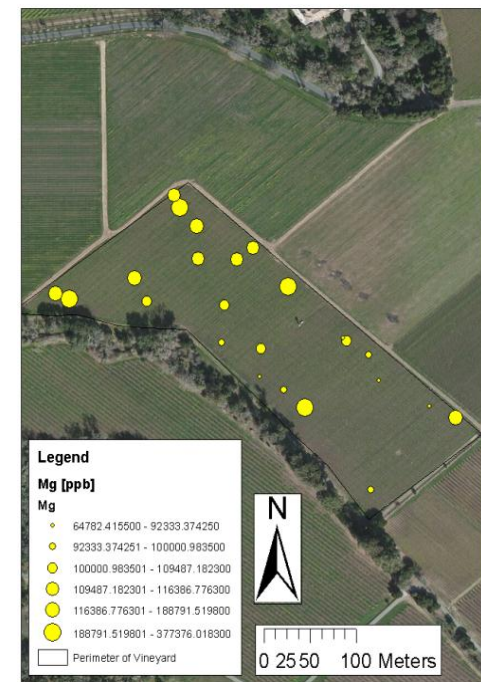 Legend
Mg [ppb]
Mg
64782.415500 - 92333.374250
92333.374251 - 100000.983500
100000.983501 - 109487.182300
109487.182301 - 116386.776300
116386.776301 - 188791.519800
188791.519801 - 377376.018300
Perimeter of Vineyard
N
0 25 50 100 Meters